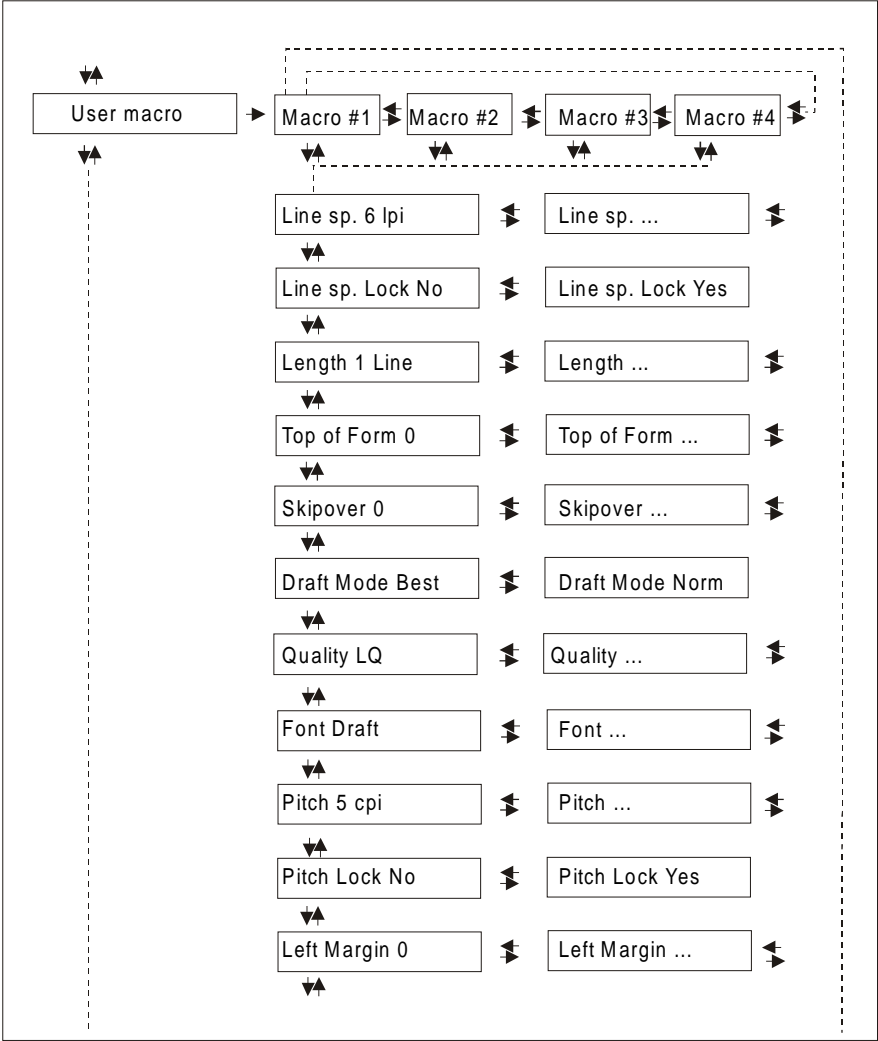 User macro
Macro #1
Macro #2
Macro #3
Macro #4
Line sp. 6 lpi
Line sp. ...
Line sp. Lock No
Line sp. Lock Yes
Length 1 Line
Length ...
Top of Form 0
Top of Form ...
Skipover 0
Skipover ...
Draft Mode Best
Draft Mode Norm
Quality LQ
Quality ...
Font Draft
Font ...
Pitch 5 cpi
Pitch ...
Pitch Lock No
Pitch Lock Yes
Left Margin 0
Left Margin ...